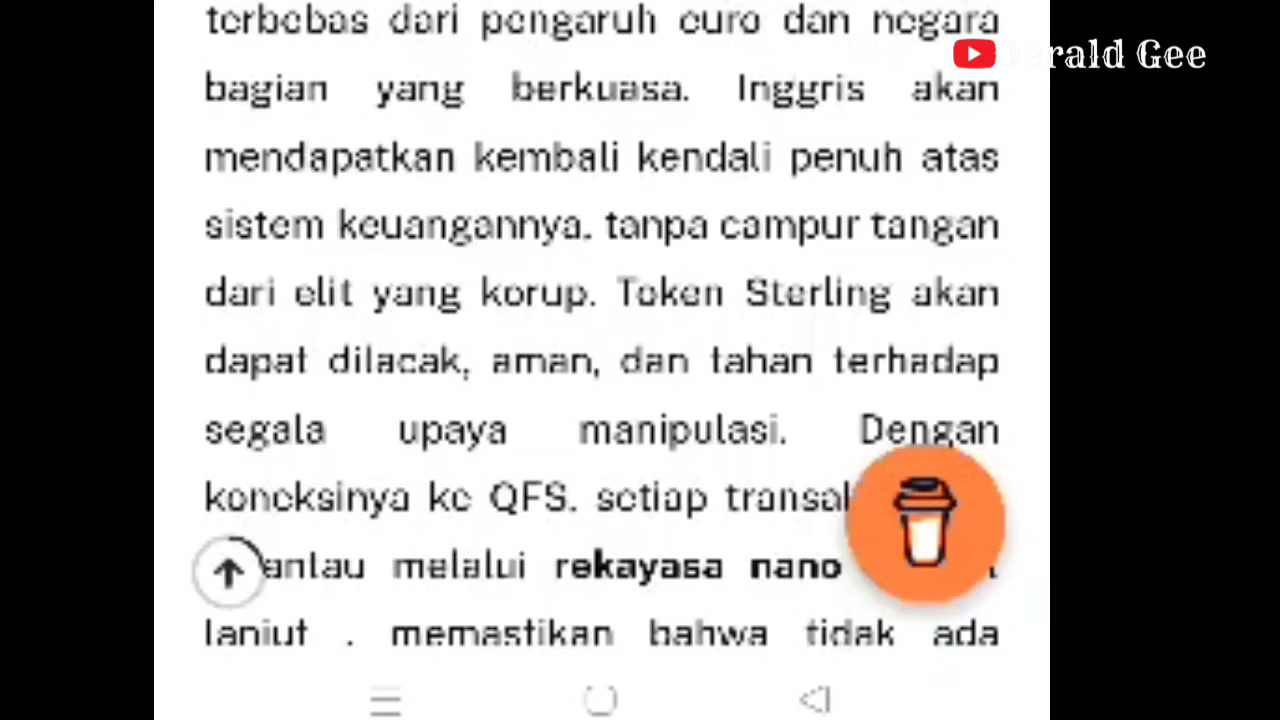 terbebas dari pengaruh euro dan negara
erald Gee
bagian yang berkuasa. Inggris akan
mendapatkan kembali kendali penuh atas
sistem keuangannya, tanpa campur tangan
dari elit yang korup. Token Sterling akan
dapat dilacak, aman, dan tahan terhadap
segala upaya manipulasi. Dengan
koneksinya ke QFS, setiap
melalui rekayasa nano
lanjut , memastikan bahwa tidak ada